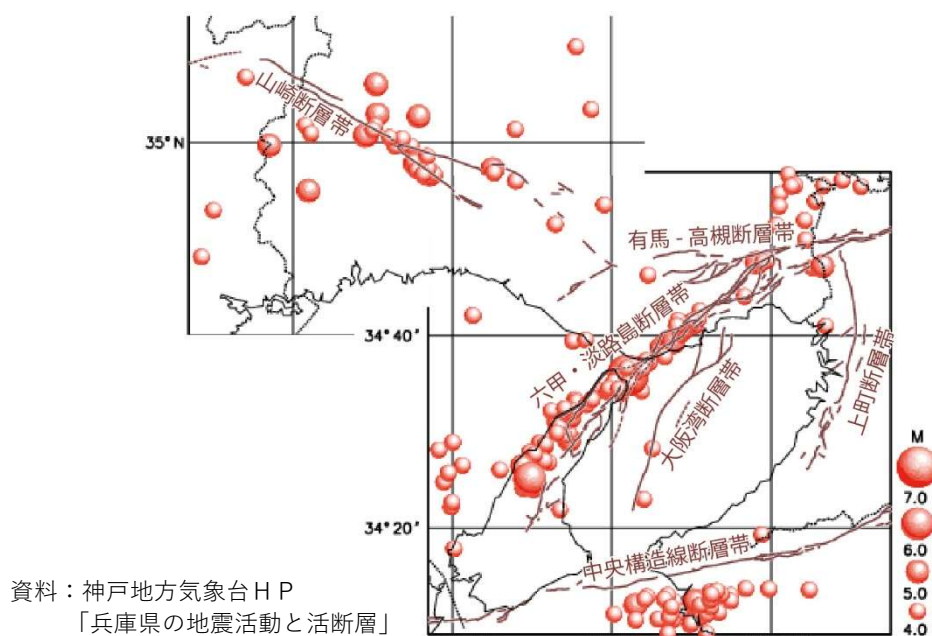 山崎断層帯
35°N
有馬 - 高槻断層帯
六甲・淡路島断層帯
34°40'
大阪湾断層帯
上町断層帯
M
7.0
6.0
5.0
4.0
34°20'
中央構造線断層帯
資料：神戸地方気象台ＨＰ
「兵庫県の地震活動と活断層」